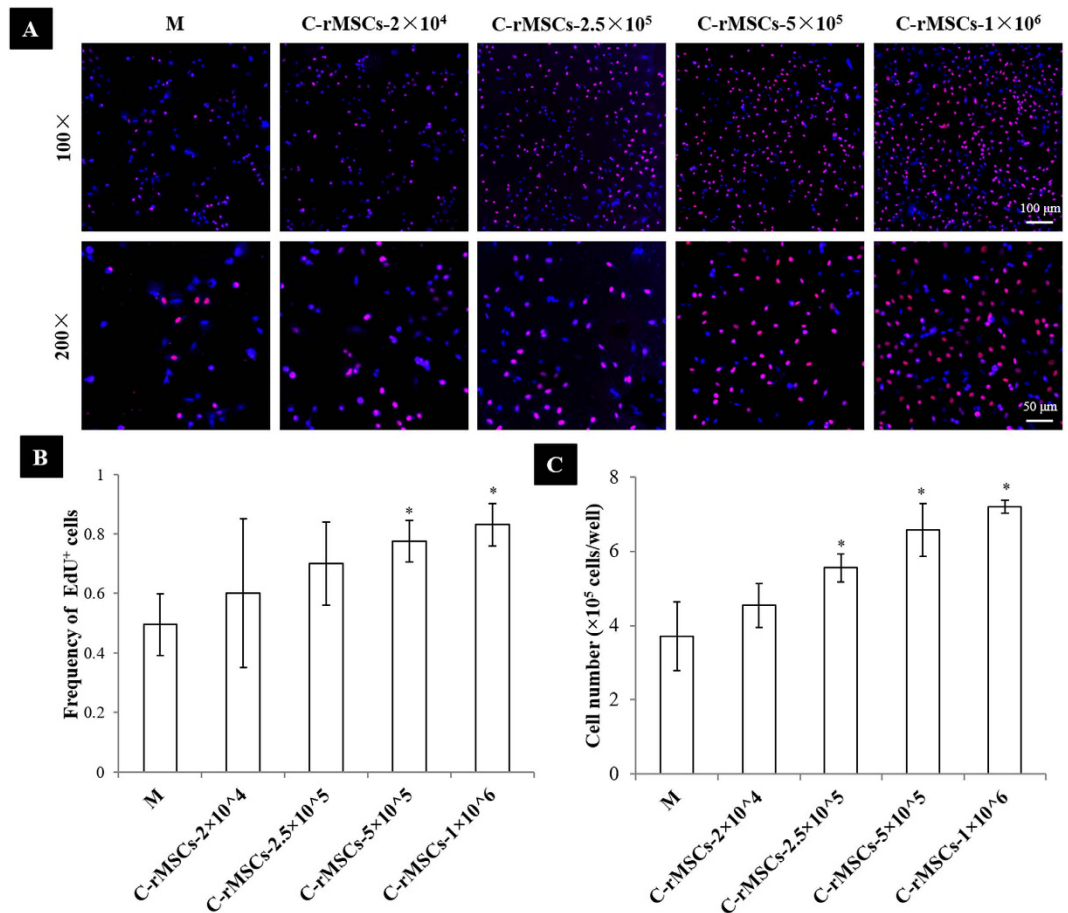 A
M
C-rMSCs-2×10⁴
C-rMSCs-2.5×10⁵
C-rMSCs-5×10⁵
C-rMSCs-1×10⁶
100×
100 μm
200×
50 μm
B
Frequency of EdU⁺ cells
1
0.8
0.6
0.4
0.2
0
*
*
M
C-rMSCs-2×10^4
C-rMSCs-2.5×10^5
C-rMSCs-5×10^5
C-rMSCs-1×10^6
C
Cell number (×10⁵ cells/well)
8
6
4
2
0
*
*
*
M
C-rMSCs-2×10^4
C-rMSCs-2.5×10^5
C-rMSCs-5×10^5
C-rMSCs-1×10^6